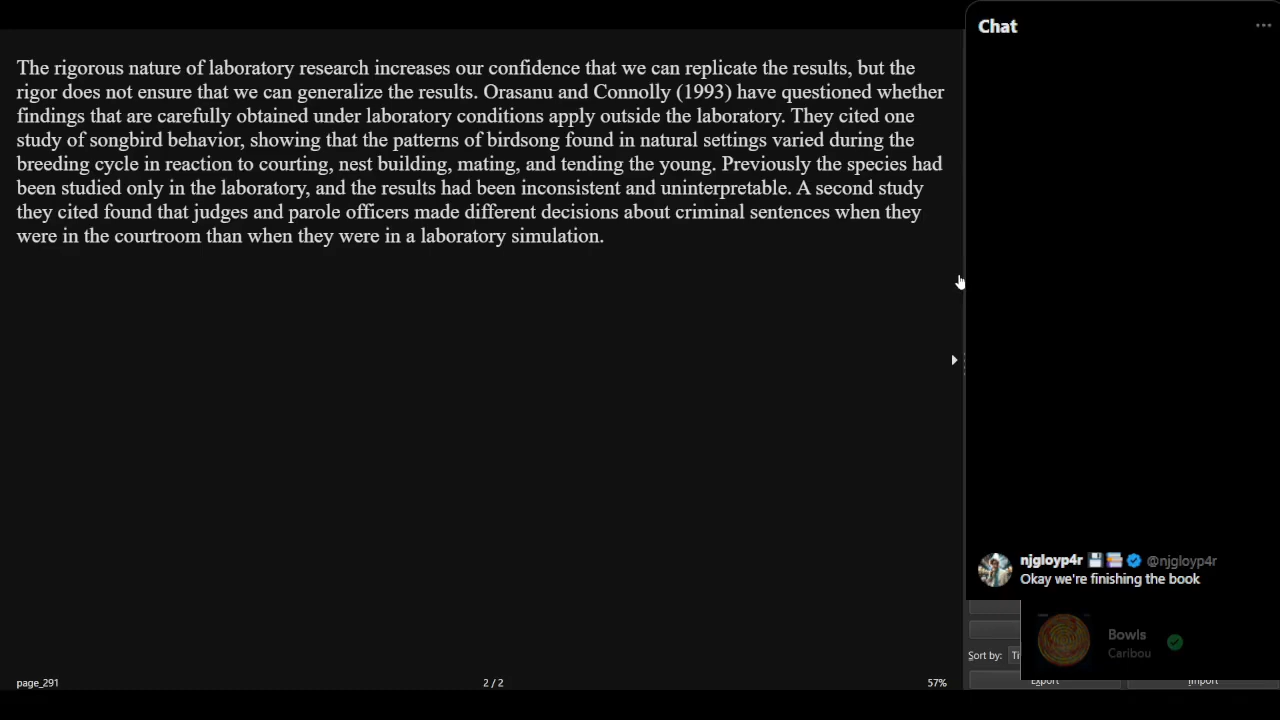 Chat
The rigorous nature of laboratory research increases our confidence that we can replicate the results, but the
rigor does not ensure that we can generalize the results. Orasanu and Connolly (1993) have questioned whether
findings that are carefully obtained under laboratory conditions apply outside the laboratory. They cited one
study of songbird behavior, showing that the patterns of birdsong found in natural settings varied during the
breeding cycle in reaction to courting, nest building, mating, and tending the young. Previously the species had
been studied only in the laboratory, and the results had been inconsistent and uninterpretable. A second study
they cited found that judges and parole officers made different decisions about criminal sentences when they
were in the courtroom than when they were in a laboratory simulation.
njgloyp4r @njgloyp4r
Okay we're finishing the book
Bowls
Caribou
Sort by: Ti
Export Import
page_291 2 / 2 57%